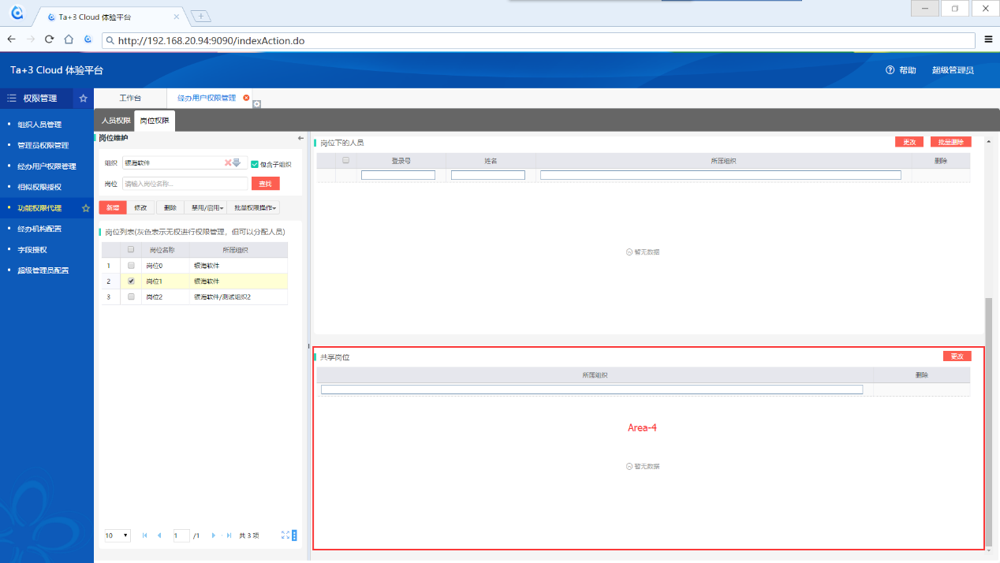 Ta+3 Cloud 体验平台
http://192.168.20.94:9090/indexAction.do
Ta+3 Cloud 体验平台
帮助 超级管理员
权限管理
组织人员管理
管理员权限管理
经办用户权限管理
相似权限授权
功能权限代理
经办机构配置
字段授权
超级管理员配置
工作台 经办用户权限管理
人员权限 岗位权限
岗位维护
组织 银海软件 包含子组织
岗位 请输入岗位名称... 查找
新增 修改 删除 禁用/启用 批量权限操作
岗位列表(灰色表示无权进行权限管理，但可以分配人员)
岗位名称 所属组织
1 岗位0 银海软件
2 岗位1 银海软件
3 岗位2 银海软件/测试组织2
10 1 /1 共 3 项
岗位下的人员 更改 批量删除
登录号 姓名 所属组织 删除
暂无数据
共享岗位 更改
所属组织 删除
Area-4
暂无数据